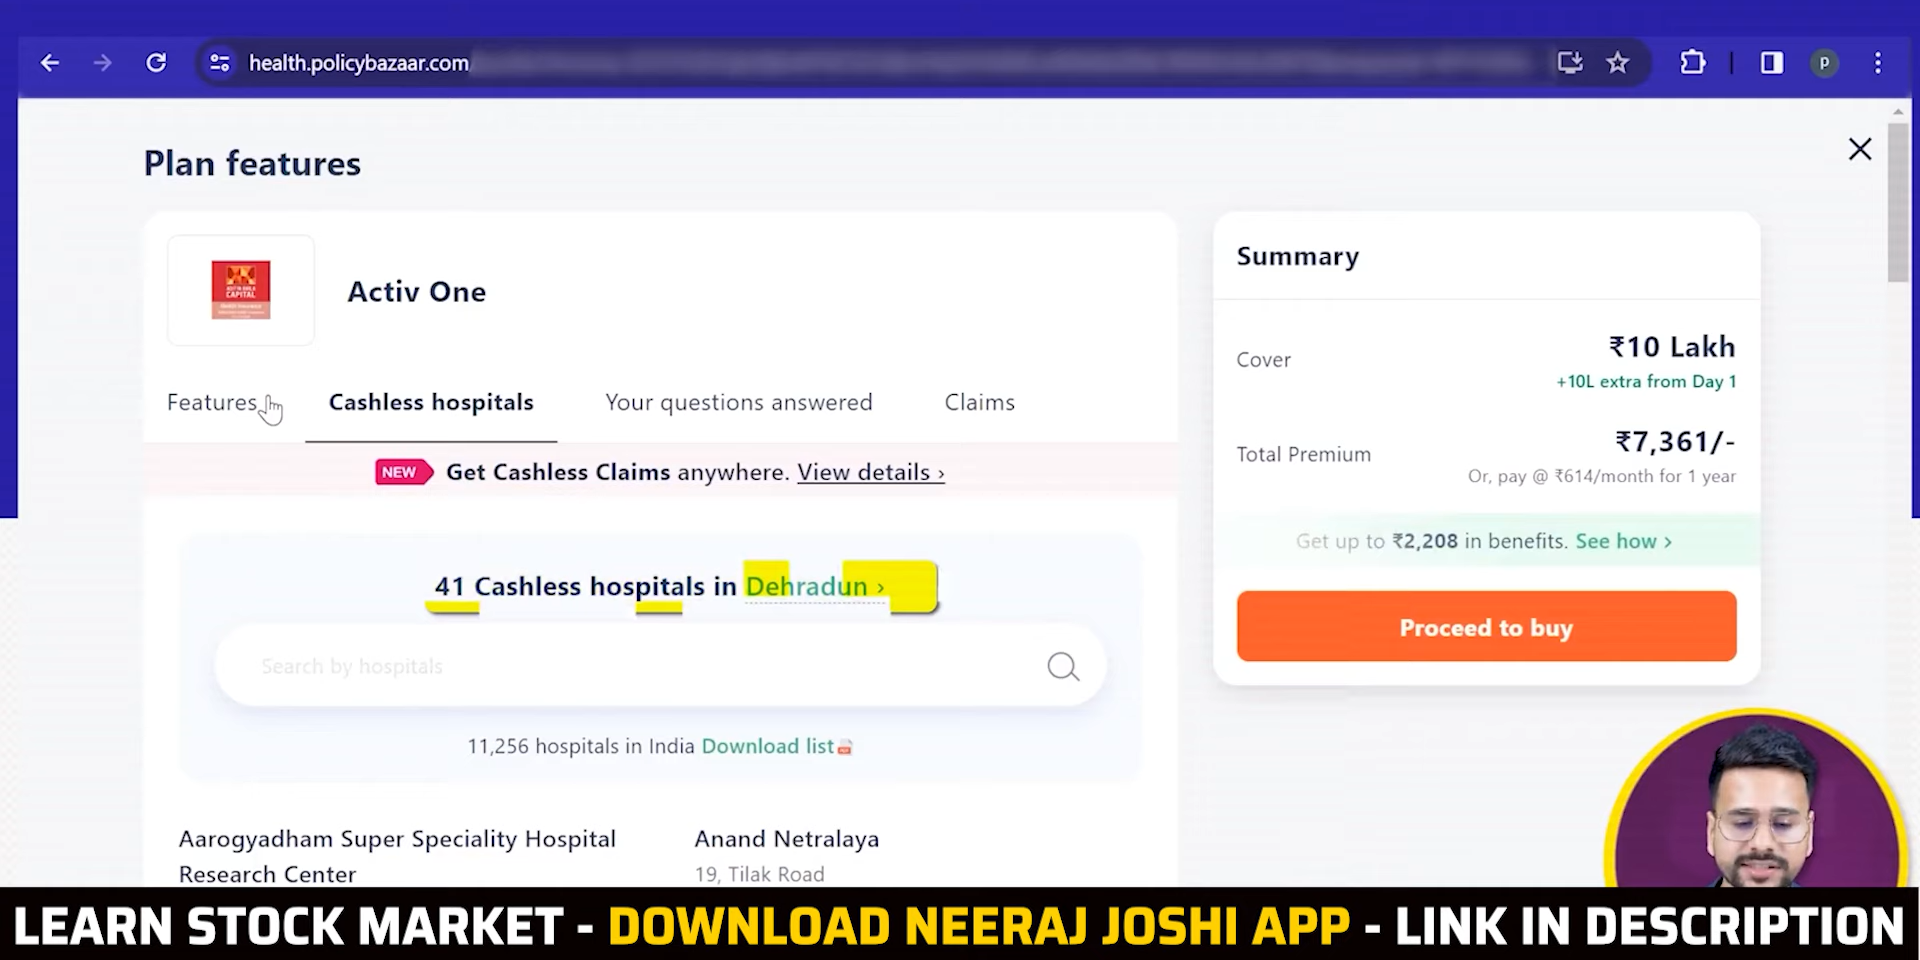 health.policybazaar.com
P
Plan features
ADITYA BIRLA
CAPITAL
Activ One
Features
Cashless hospitals
Your questions answered
Claims
NEW
Get Cashless Claims anywhere. View details ›
41 Cashless hospitals in Dehradun ›
Search by hospitals
11,256 hospitals in India Download list
Aarogyadham Super Speciality Hospital
Research Center
Anand Netralaya
19, Tilak Road
Summary
Cover
₹10 Lakh
+10L extra from Day 1
Total Premium
₹7,361/-
Or, pay @ ₹614/month for 1 year
Get up to ₹2,208 in benefits. See how ›
Proceed to buy
LEARN STOCK MARKET - DOWNLOAD NEERAJ JOSHI APP - LINK IN DESCRIPTION